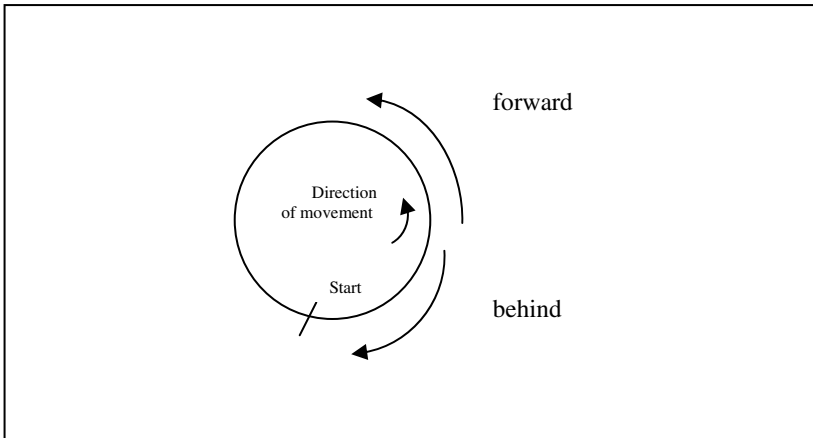 forward
Direction
of movement
Start
behind